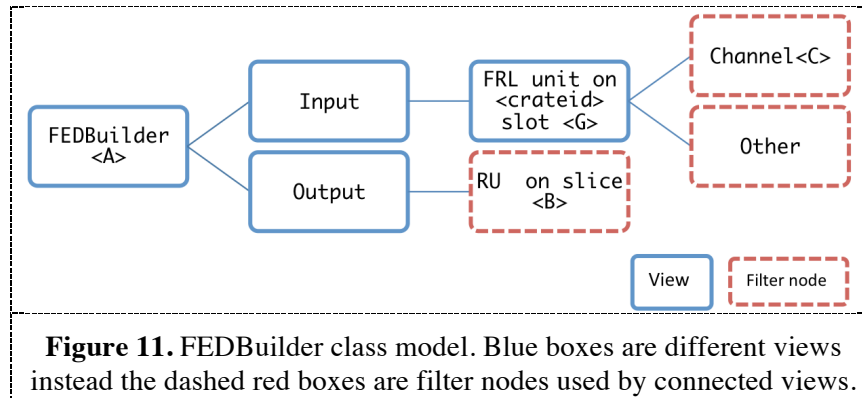 FEDBuilder
<A>
Input
Output
FRL unit on
<crateid>
slot <G>
RU on slice
<B>
Channel<C>
Other
View
Filter node
Figure 11. FEDBuilder class model. Blue boxes are different views
instead the dashed red boxes are filter nodes used by connected views.